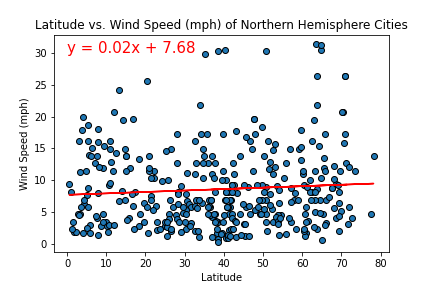 Latitude vs. Wind Speed (mph) of Northern Hemisphere Cities
y = 0.02x + 7.68
Wind Speed (mph)
30
25
20
15
10
5
0
0 10 20 30 40 50 60 70 80
Latitude